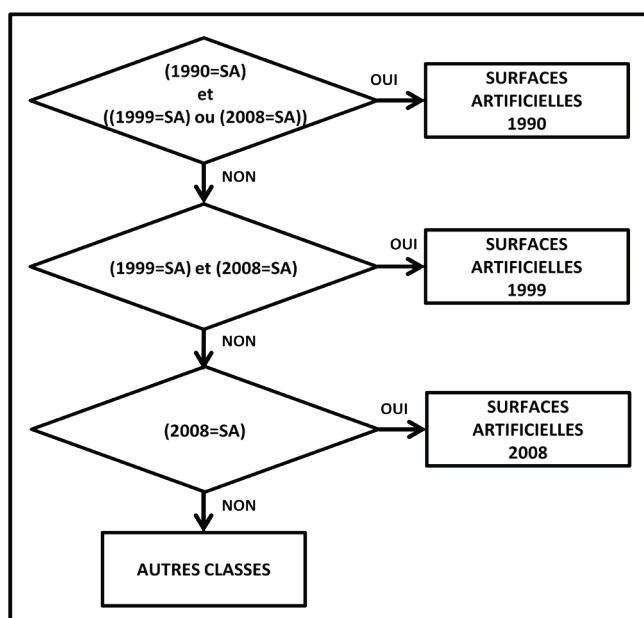 (1990=SA)
et
((1999=SA) ou (2008=SA))
OUI
SURFACES
ARTIFICIELLES
1990
NON
(1999=SA) et (2008=SA)
OUI
SURFACES
ARTIFICIELLES
1999
NON
(2008=SA)
OUI
SURFACES
ARTIFICIELLES
2008
NON
AUTRES CLASSES